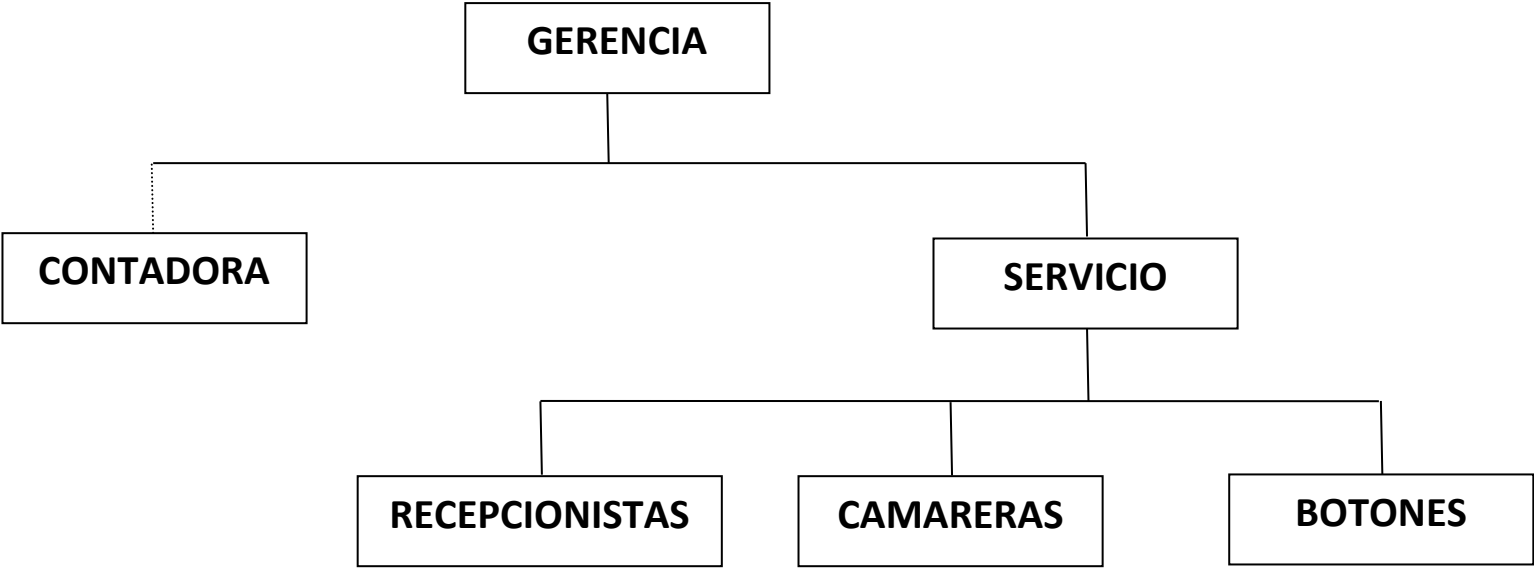 GERENCIA
CONTADORA
SERVICIO
RECEPCIONISTAS
CAMARERAS
BOTONES